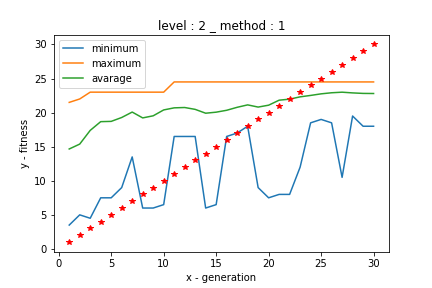 level : 2 _ method : 1
minimum
maximum
avarage
y - fitness
30
25
20
15
10
5
0
0 5 10 15 20 25 30
x - generation